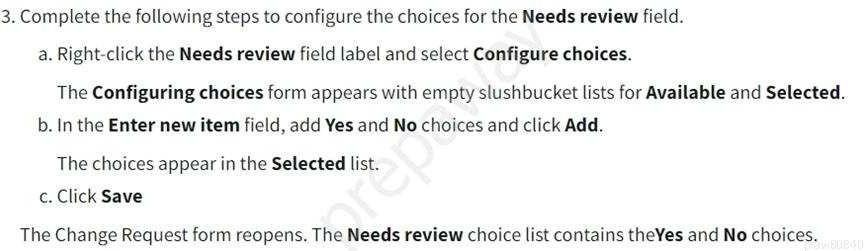 3. Complete the following steps to configure the choices for the Needs review field.
a. Right-click the Needs review field label and select Configure choices.
The Configuring choices form appears with empty slushbucket lists for Available and Selected.
b. In the Enter new item field, add Yes and No choices and click Add.
The choices appear in the Selected list.
c. Click Save
The Change Request form reopens. The Needs review choice list contains theYes and No choices.
prepaway